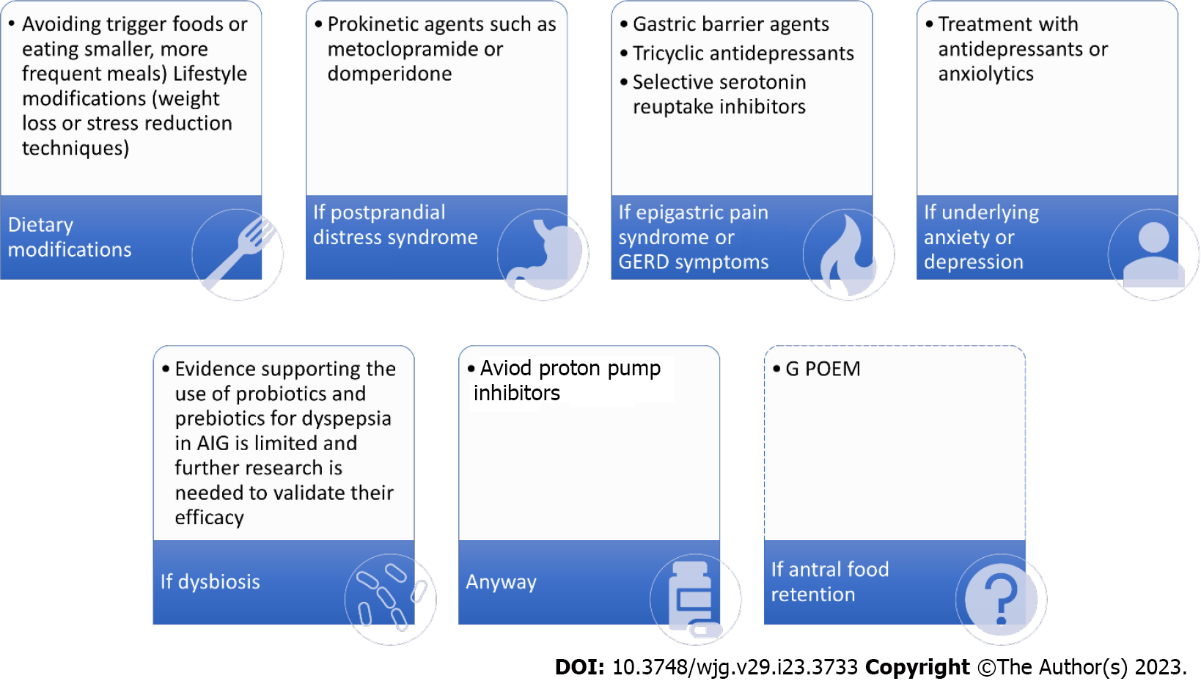 • Avoiding trigger foods or
eating smaller, more
frequent meals) Lifestyle
modifications (weight
loss or stress reduction
techniques)
Dietary
modifications
• Prokinetic agents such as
metoclopramide or
domperidone
If postprandial
distress syndrome
• Gastric barrier agents
• Tricyclic antidepressants
• Selective serotonin
reuptake inhibitors
If epigastric pain
syndrome or
GERD symptoms
• Treatment with
antidepressants or
anxiolytics
If underlying
anxiety or
depression
• Evidence supporting the
use of probiotics and
prebiotics for dyspepsia
in AIG is limited and
further research is
needed to validate their
efficacy
If dysbiosis
• Aviod proton pump
inhibitors
Anyway
• G POEM
If antral food
retention
?
DOI: 10.3748/wjg.v29.i23.3733 Copyright ©The Author(s) 2023.